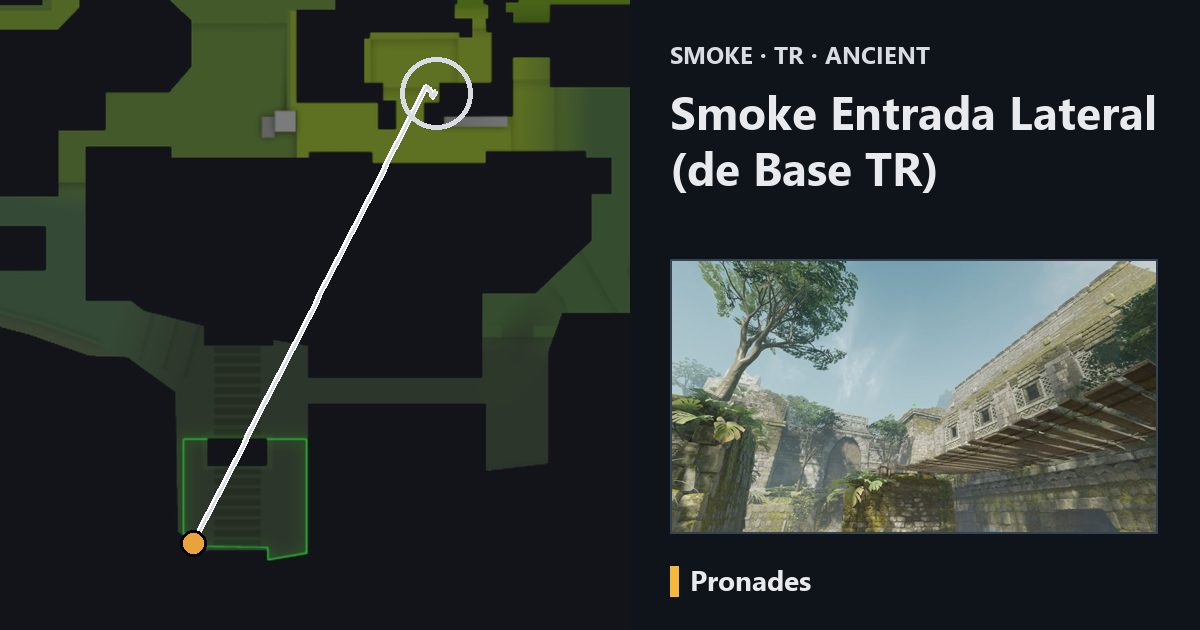 SMOKE · TR · ANCIENT
Smoke Entrada Lateral
(de Base TR)
Pronades